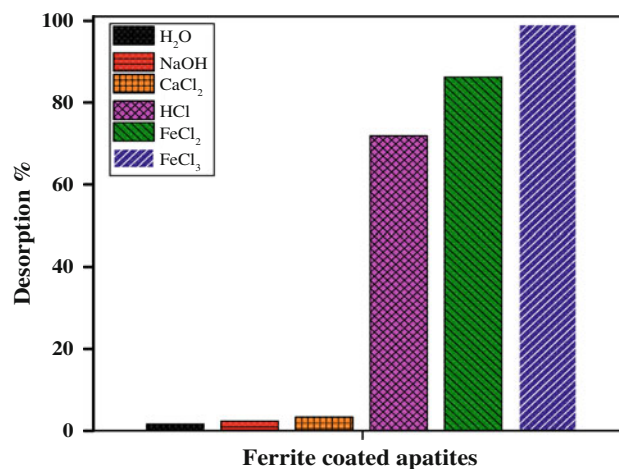 100
80
60
40
20
0
Desorption %
H₂O
NaOH
CaCl₂
HCl
FeCl₂
FeCl₃
Ferrite coated apatites